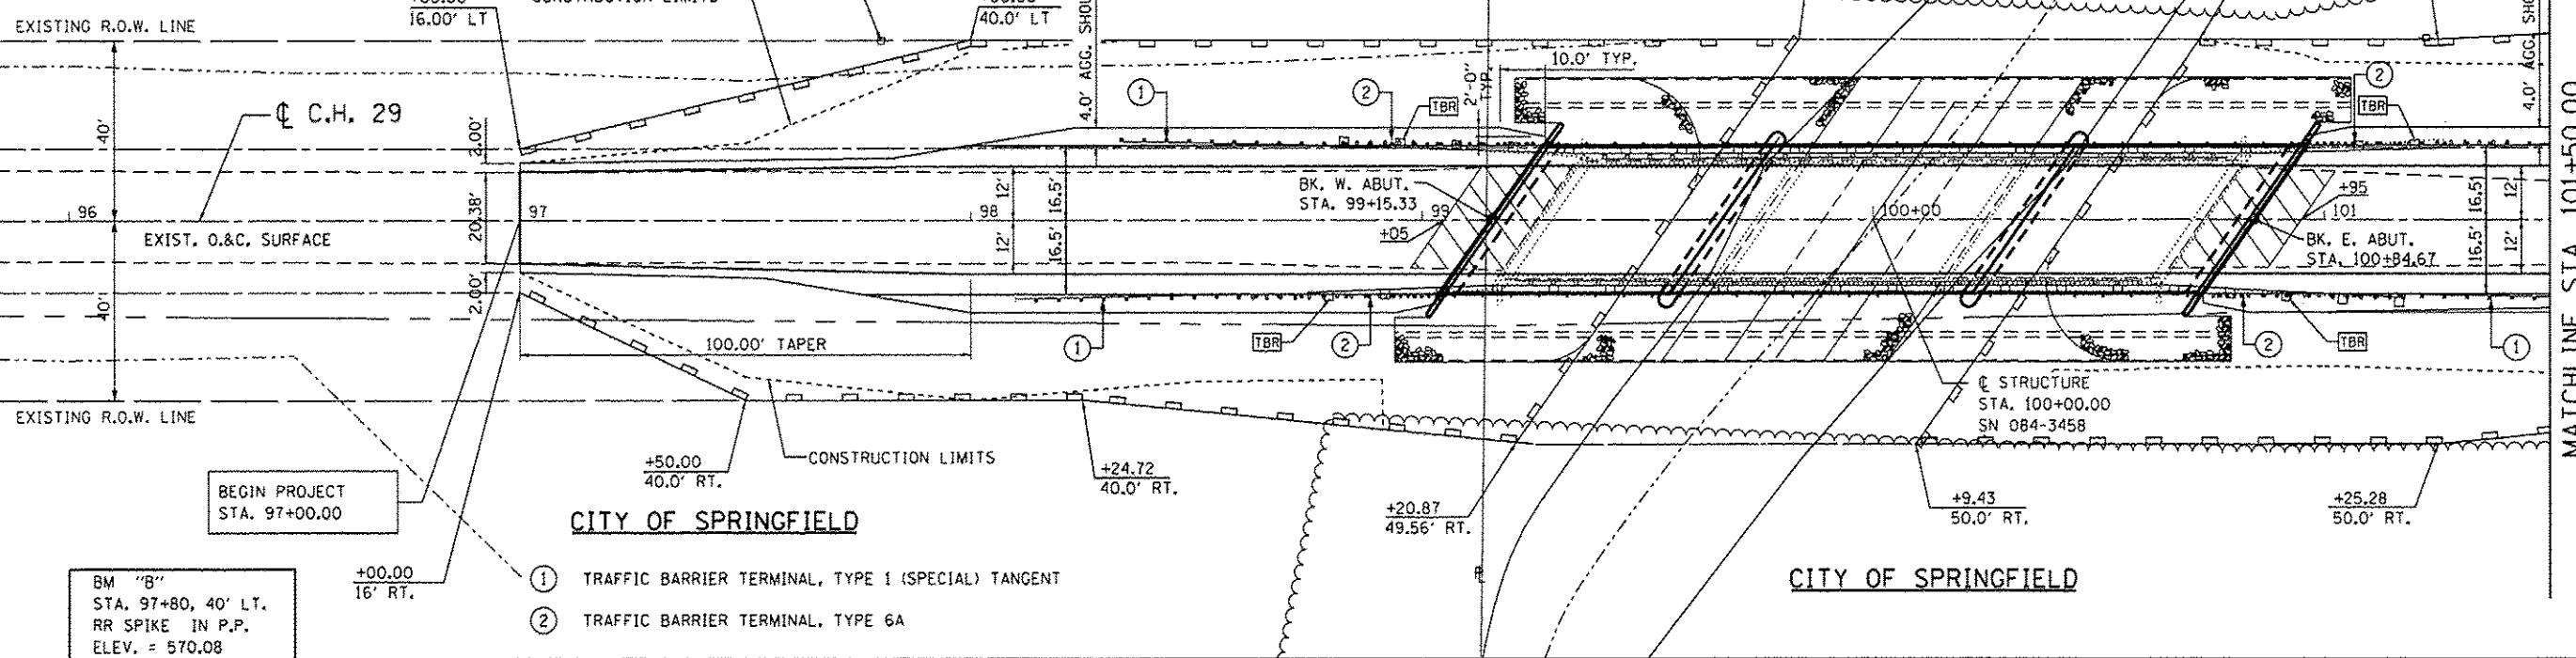 16.00' LT
40.0' LT
EXISTING R.O.W. LINE
4.0' AGG.
10.0' TYP.
2'-0"
TYP.
4.0' AGG.
1
2
TBR
2
TBR
℄ C.H. 29
40'
2.00'
12'
16.5'
BK. W. ABUT.
STA. 99+15.33
+95
16.5'
12'
96
97
98
99
100+00
101
20.38'
EXIST. O.&C. SURFACE
+05
12'
16.5'
BK. E. ABUT.
STA. 100+84.67
16.5'
12'
40'
2.00'
100.00' TAPER
1
TBR
2
2
TBR
1
MATCHLINE STA. 101+50.00
℄ STRUCTURE
STA. 100+00.00
SN 084-3458
EXISTING R.O.W. LINE
CONSTRUCTION LIMITS
+50.00
40.0' RT.
+24.72
40.0' RT.
+20.87
49.56' RT.
+9.43
50.0' RT.
+25.28
50.0' RT.
BEGIN PROJECT
STA. 97+00.00
CITY OF SPRINGFIELD
+00.00
16' RT.
CITY OF SPRINGFIELD
1 TRAFFIC BARRIER TERMINAL, TYPE 1 (SPECIAL) TANGENT
2 TRAFFIC BARRIER TERMINAL, TYPE 6A
BM "B"
STA. 97+80, 40' LT.
RR SPIKE IN P.P.
ELEV. = 570.08